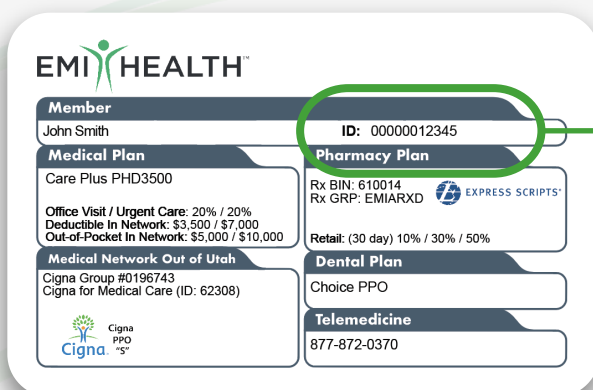 EMI HEALTH™
Member
John Smith
ID: 00000012345
Medical Plan
Care Plus PHD3500
Office Visit / Urgent Care: 20% / 20%
Deductible In Network: $3,500 / $7,000
Out-of-Pocket In Network: $5,000 / $10,000
Pharmacy Plan
Rx BIN: 610014
Rx GRP: EMIARXD
EXPRESS SCRIPTS®
Retail: (30 day) 10% / 30% / 50%
Medical Network Out of Utah
Cigna Group #0196743
Cigna for Medical Care (ID: 62308)
Cigna.
Cigna
PPO
"S"
Dental Plan
Choice PPO
Telemedicine
877-872-0370